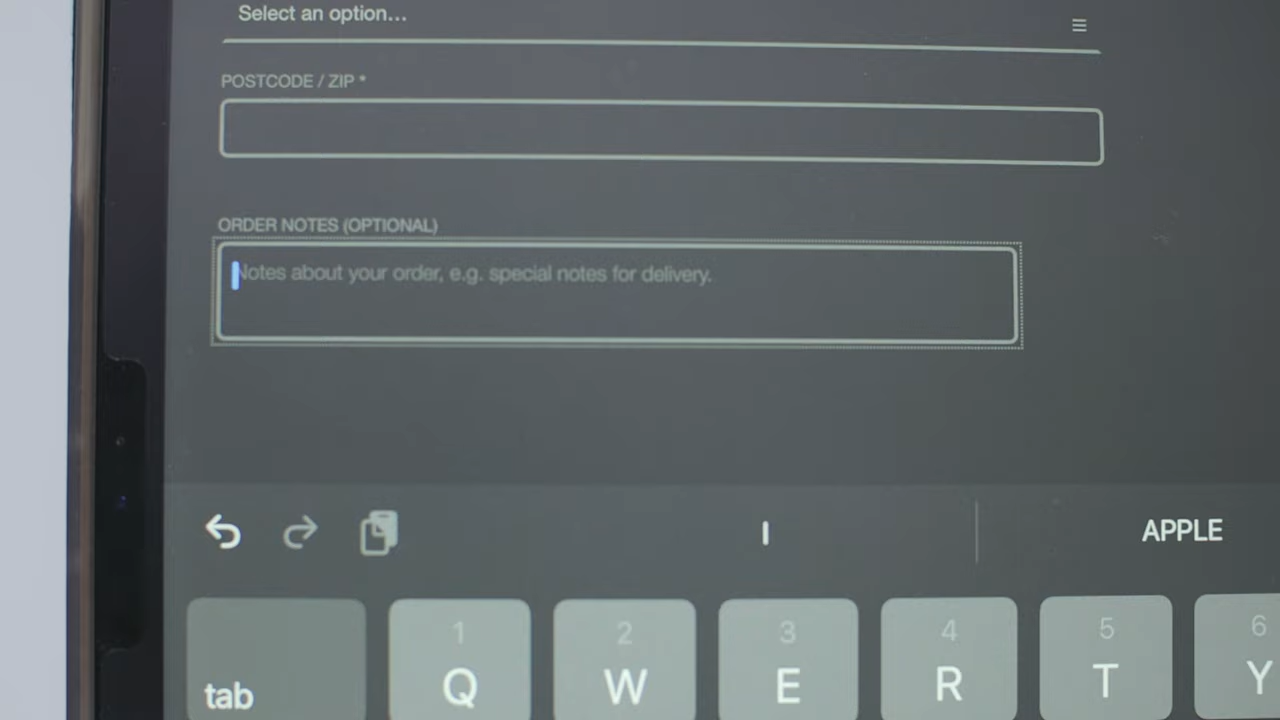 Select an option...
POSTCODE / ZIP *
ORDER NOTES (OPTIONAL)
Notes about your order, e.g. special notes for delivery.
I APPLE
1 2 3 4 5 6
tab Q W E R T Y